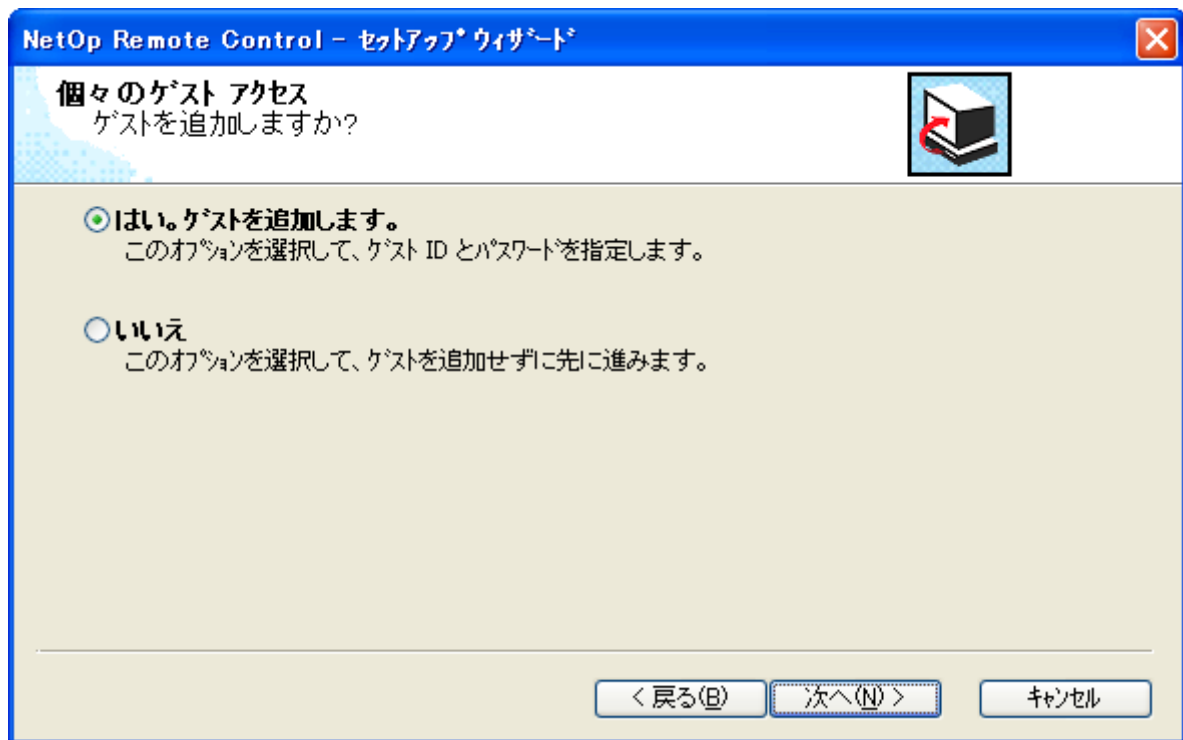 NetOp Remote Control - ｾｯﾄｱｯﾌﾟ ｳｨｻﾞｰﾄﾞ
個々のｹﾞｽﾄ ｱｸｾｽ
ｹﾞｽﾄを追加しますか?
はい。ｹﾞｽﾄを追加します。
このｵﾌﾟｼｮﾝを選択して、ｹﾞｽﾄ ID とﾊﾟｽﾜｰﾄﾞを指定します。
いいえ
このｵﾌﾟｼｮﾝを選択して、ｹﾞｽﾄを追加せずに先に進みます。
< 戻る(B)
次へ(N) >
ｷｬﾝｾﾙ